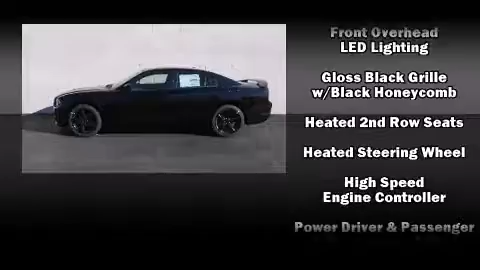 Front Overhead
LED Lighting
Gloss Black Grille
w/Black Honeycomb
Heated 2nd Row Seats
Heated Steering Wheel
High Speed
Engine Controller
Power Driver & Passenger